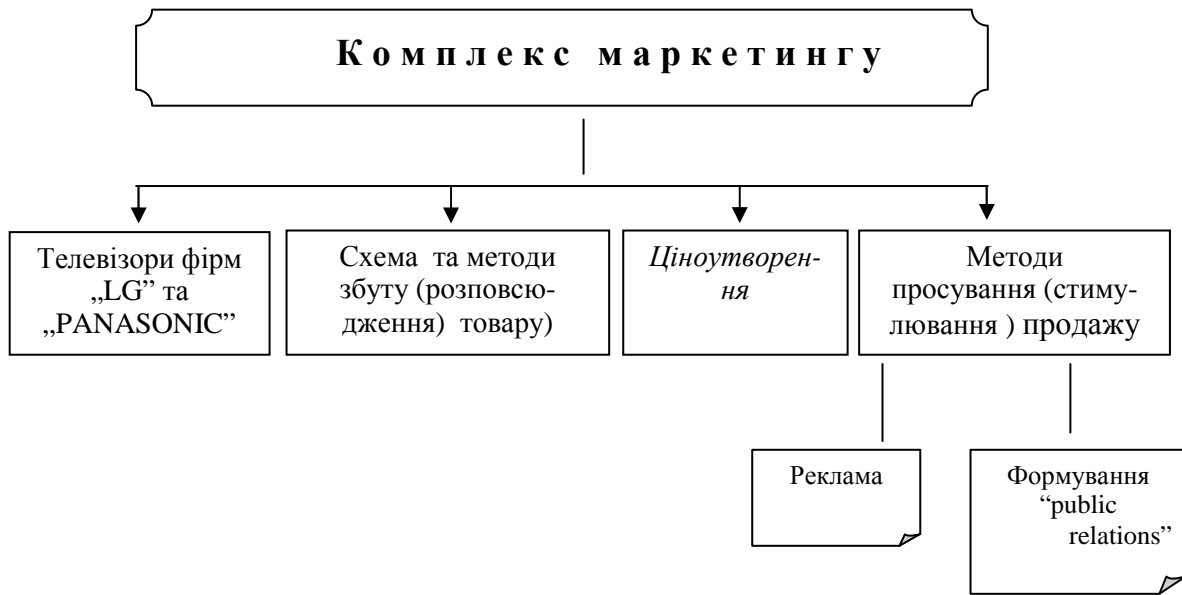 Комплекс маркетингу
Телевізори фірм
„LG” та
„PANASONIC”
Схема та методи
збуту (розповсю-
дження) товару)
Ціноутворен-
ня
Методи
просування (стиму-
лювання ) продажу
Реклама
Формування
“public
relations”